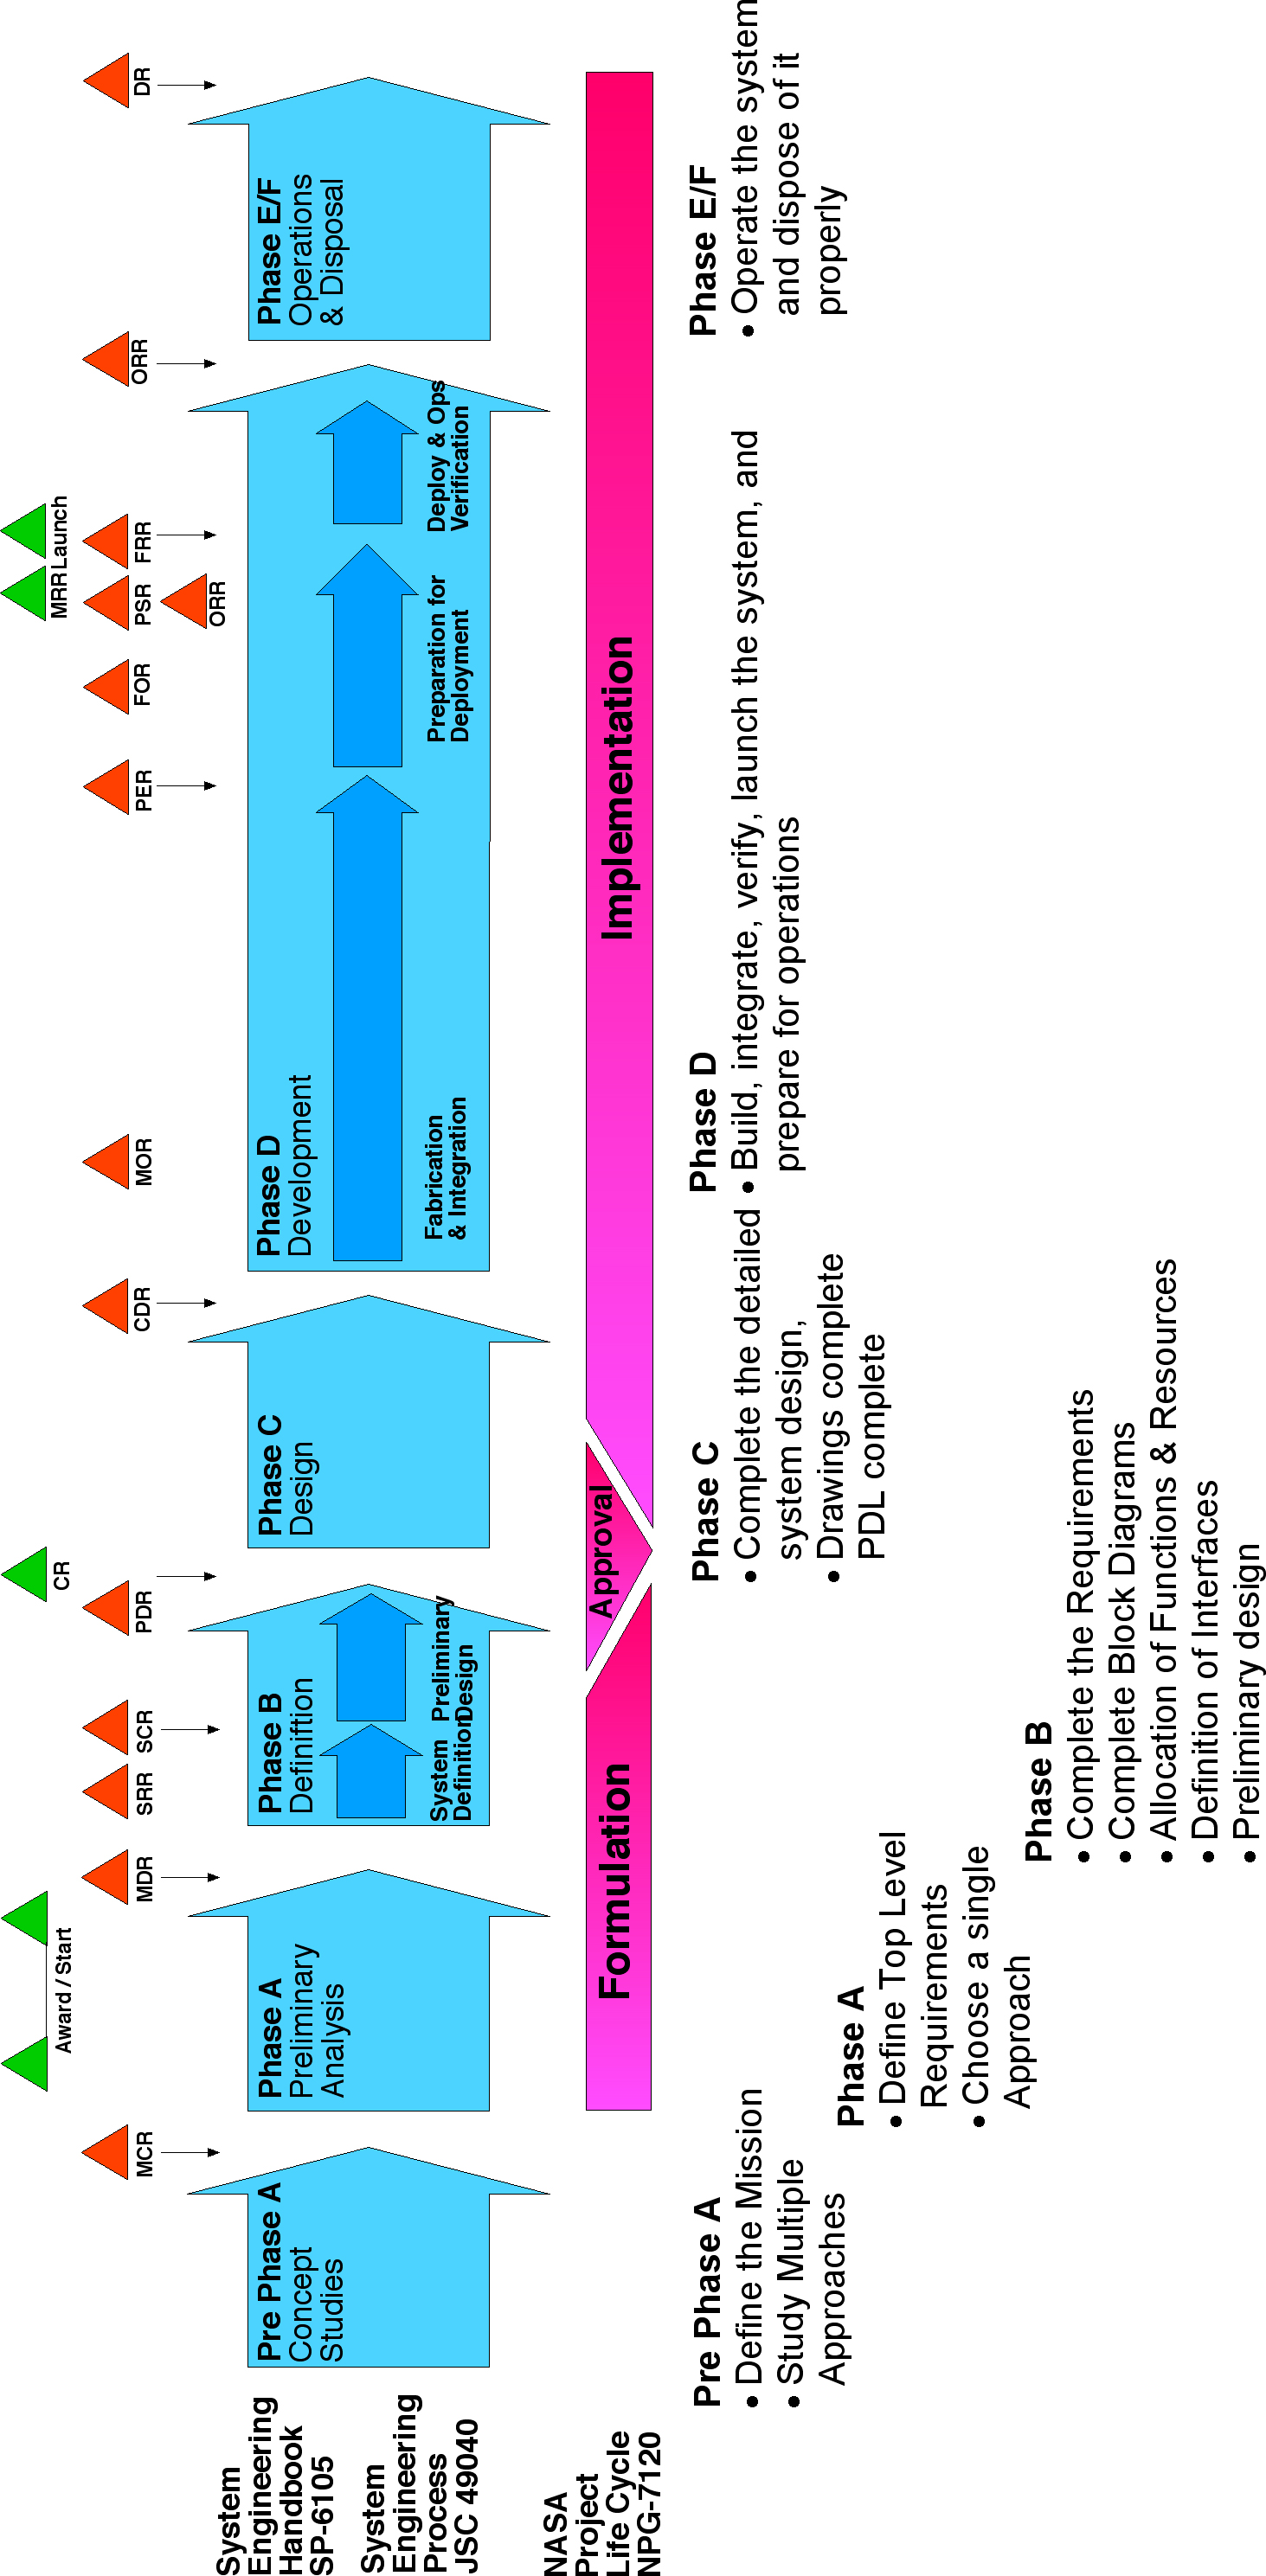 Award / Start
CR
MRR
Launch
MCR
MDR
SRR
SCR
PDR
CDR
MOR
PER
FOR
PSR
FRR
ORR
DR
ORR
System
Engineering
Handbook
SP-6105
System
Engineering
Process
JSC 49040
Pre Phase A
Concept
Studies
Phase A
Preliminary
Analysis
Phase B
Definiftion
System
Definition
Preliminary
Design
Phase C
Design
Phase D
Development
Fabrication
& Integration
Preparation for
Deployment
Deploy & Ops
Verification
Phase E/F
Operations
& Disposal
NASA
Project
Life Cycle
NPG-7120
Formulation
Approval
Implementation
Pre Phase A
• Define the Mission
• Study Multiple
Approaches
Phase A
• Define Top Level
Requirements
• Choose a single
Approach
Phase B
• Complete the Requirements
• Complete Block Diagrams
• Allocation of Functions & Resources
• Definition of Interfaces
• Preliminary design
Phase C
• Complete the detailed
system design,
• Drawings complete
PDL complete
Phase D
• Build, integrate, verify, launch the system, and
prepare for operations
Phase E/F
• Operate the system
and dispose of it
properly